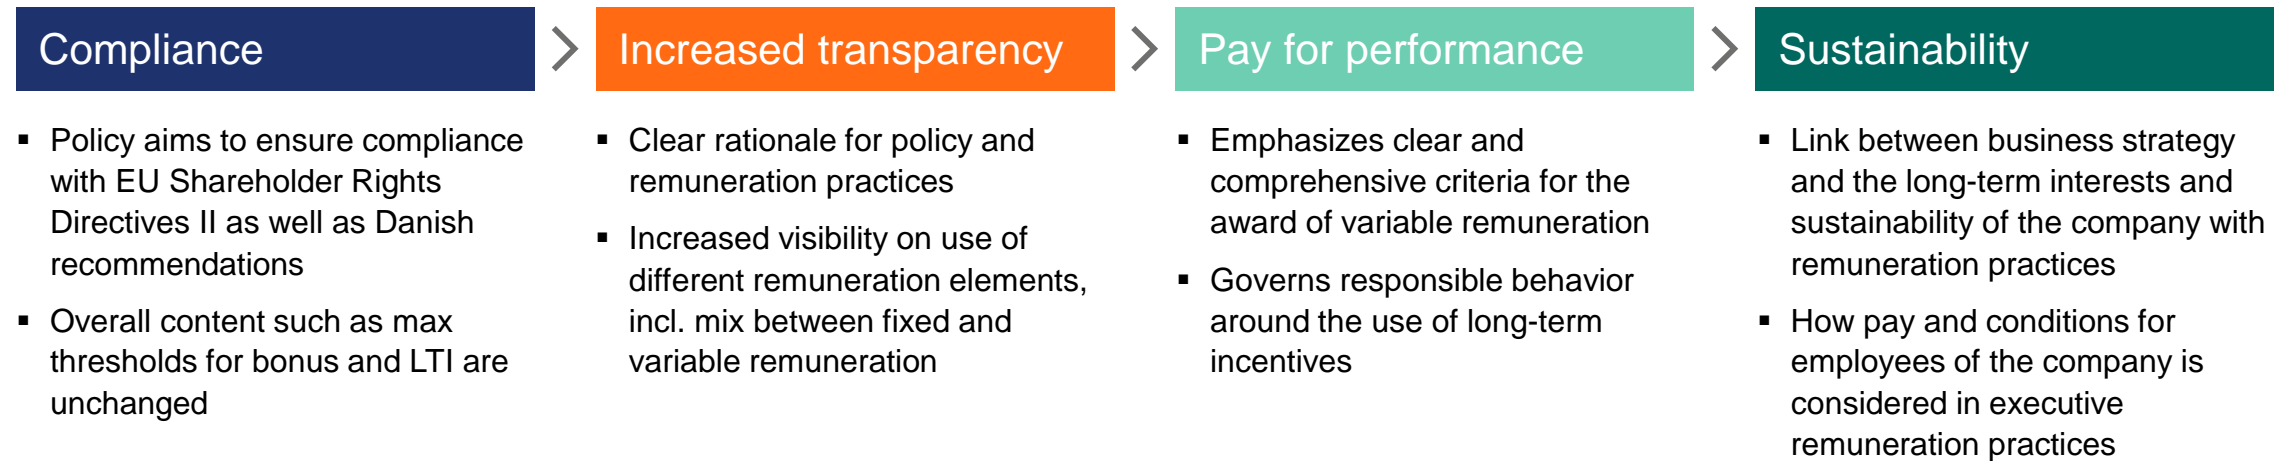 Compliance
▪ Policy aims to ensure compliance
with EU Shareholder Rights
Directives II as well as Danish
recommendations
▪ Overall content such as max
thresholds for bonus and LTI are
unchanged
Increased transparency
▪ Clear rationale for policy and
remuneration practices
▪ Increased visibility on use of
different remuneration elements,
incl. mix between fixed and
variable remuneration
Pay for performance
▪ Emphasizes clear and
comprehensive criteria for the
award of variable remuneration
▪ Governs responsible behavior
around the use of long-term
incentives
Sustainability
▪ Link between business strategy
and the long-term interests and
sustainability of the company with
remuneration practices
▪ How pay and conditions for
employees of the company is
considered in executive
remuneration practices